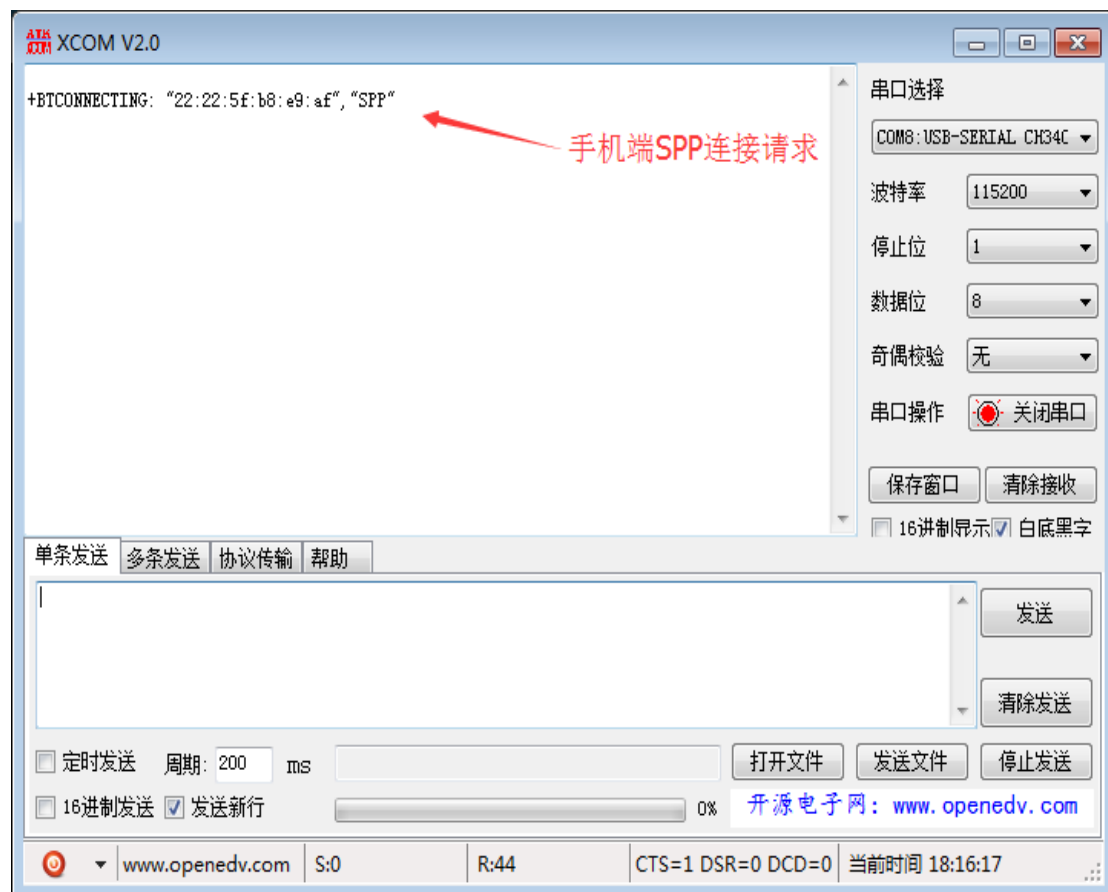 ATK XCOM XCOM V2.0
+BTCONNECTING: "22:22:5f:b8:e9:af","SPP"
手机端SPP连接请求
串口选择
COM8:USB-SERIAL CH34C
波特率 115200
停止位 1
数据位 8
奇偶校验 无
串口操作 关闭串口
保存窗口 清除接收
16进制显示 白底黑字
单条发送 多条发送 协议传输 帮助
发送
清除发送
定时发送 周期: 200 ms 打开文件 发送文件 停止发送
16进制发送 发送新行 0% 开源电子网: www.openedv.com
www.openedv.com S:0 R:44 CTS=1 DSR=0 DCD=0 当前时间 18:16:17